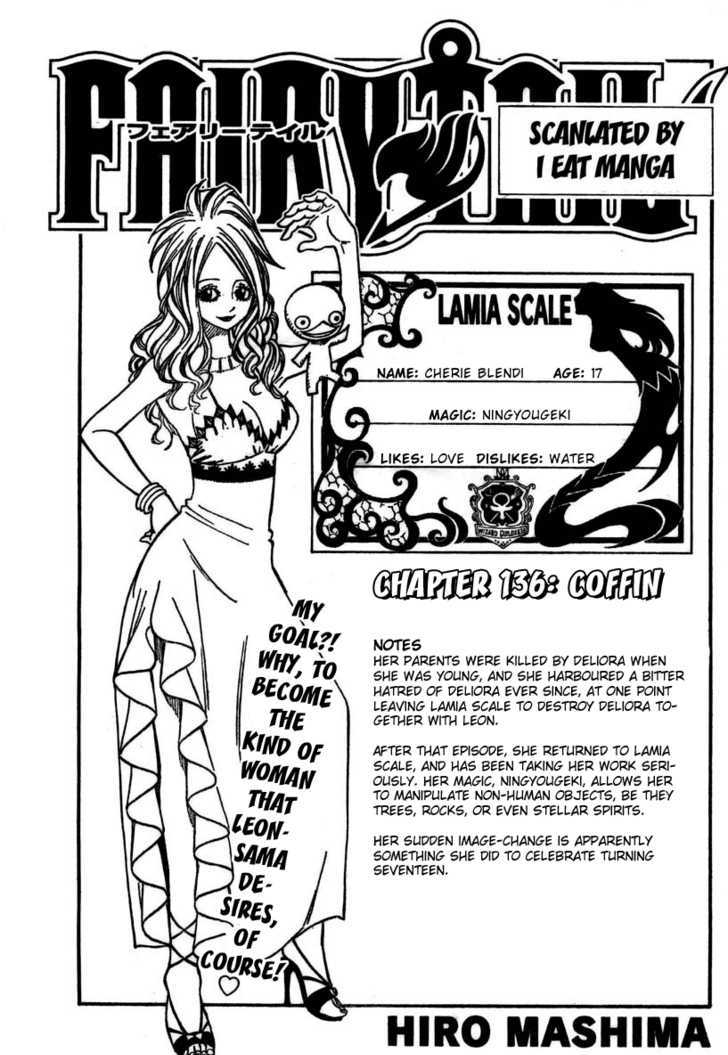 FAIRY TAIL
フェアリーテイル
SCANLATED BY
I EAT MANGA
LAMIA SCALE
NAME: CHERIE BLENDI AGE: 17
MAGIC: NINGYOUGEKI
LIKES: LOVE DISLIKES: WATER
CHAPTER 136: COFFIN
MY
GOAL?!
WHY, TO
BECOME
THE
KIND OF
WOMAN
THAT
LEON-
SAMA
DE-
SIRES,
OF
COURSE!
NOTES
HER PARENTS WERE KILLED BY DELIORA WHEN
SHE WAS YOUNG, AND SHE HARBOURED A BITTER
HATRED OF DELIORA EVER SINCE, AT ONE POINT
LEAVING LAMIA SCALE TO DESTROY DELIORA TO-
GETHER WITH LEON.
AFTER THAT EPISODE, SHE RETURNED TO LAMIA
SCALE, AND HAS BEEN TAKING HER WORK SERI-
OUSLY. HER MAGIC, NINGYOUGEKI, ALLOWS HER
TO MANIPULATE NON-HUMAN OBJECTS, BE THEY
TREES, ROCKS, OR EVEN STELLAR SPIRITS.
HER SUDDEN IMAGE-CHANGE IS APPARENTLY
SOMETHING SHE DID TO CELEBRATE TURNING
SEVENTEEN.
HIRO MASHIMA